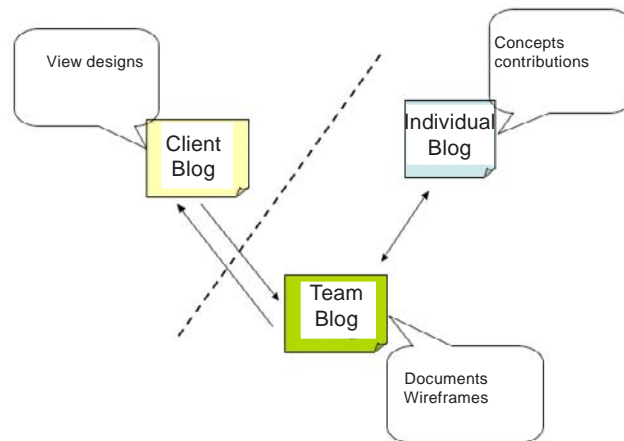 View designs
Concepts
contributions
Client
Blog
Individual
Blog
Team
Blog
Documents
Wireframes